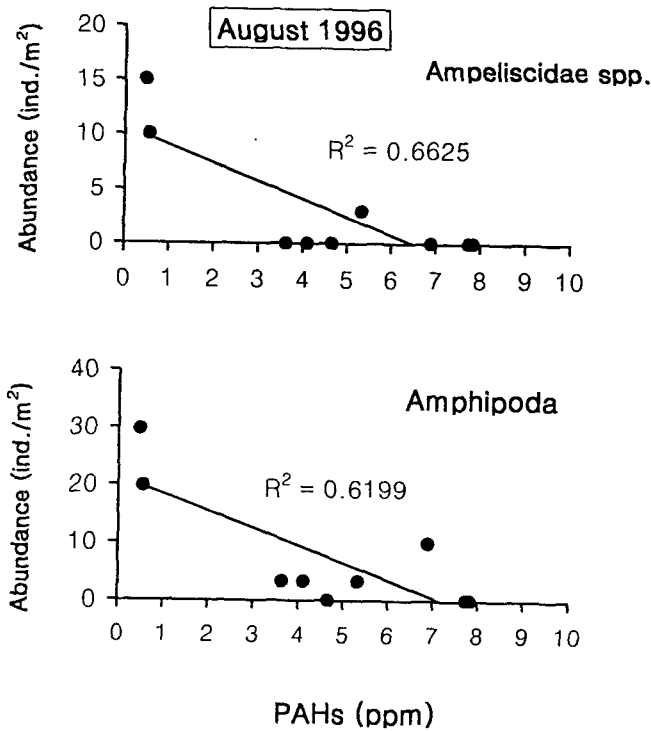 August 1996
Ampeliscidae spp.
Abundance (ind./m²)
20
15
10
5
0
R² = 0.6625
0 1 2 3 4 5 6 7 8 9 10
Amphipoda
Abundance (ind./m²)
40
30
20
10
0
R² = 0.6199
0 1 2 3 4 5 6 7 8 9 10
PAHs (ppm)